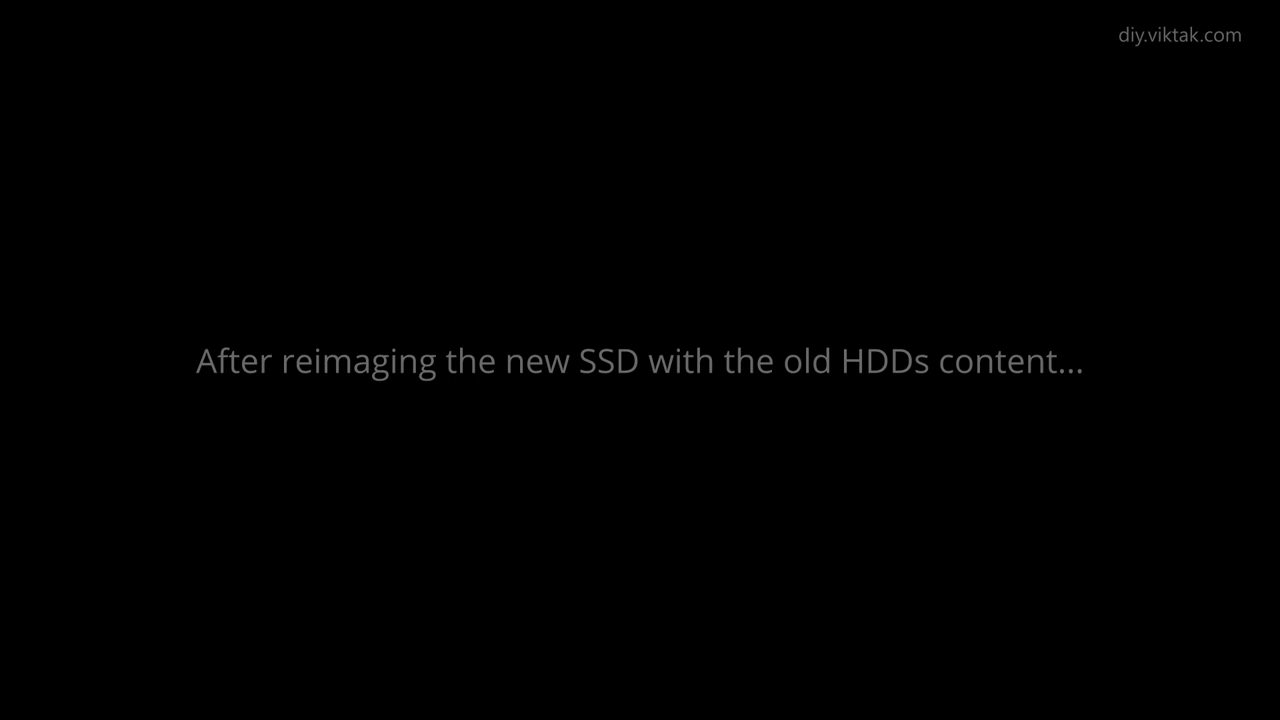 diy.viktak.com
After reimaging the new SSD with the old HDDs content...